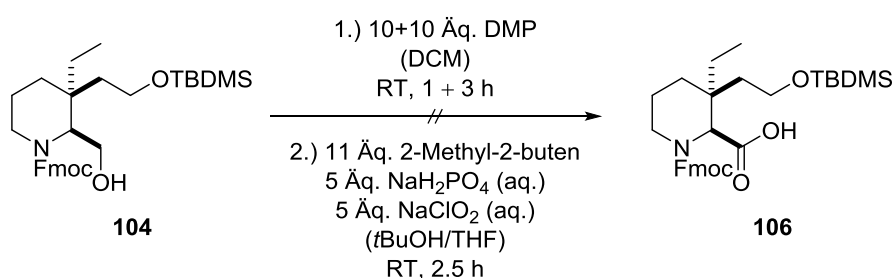 OTBDMS
N
Fmoc
OH
104
1.) 10+10 Äq. DMP
(DCM)
RT, 1 + 3 h
2.) 11 Äq. 2-Methyl-2-buten
5 Äq. NaH₂PO₄ (aq.)
5 Äq. NaClO₂ (aq.)
(tBuOH/THF)
RT, 2.5 h
OTBDMS
OH
N
Fmoc
O
106